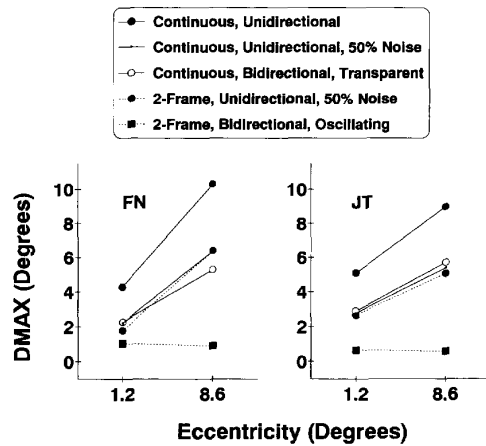 Continuous, Unidirectional
Continuous, Unidirectional, 50% Noise
Continuous, Bidirectional, Transparent
2-Frame, Unidirectional, 50% Noise
2-Frame, Bidirectional, Oscillating
DMAX (Degrees)
FN
10
8
6
4
2
0
1.2 8.6
JT
10
8
6
4
2
0
1.2 8.6
Eccentricity (Degrees)